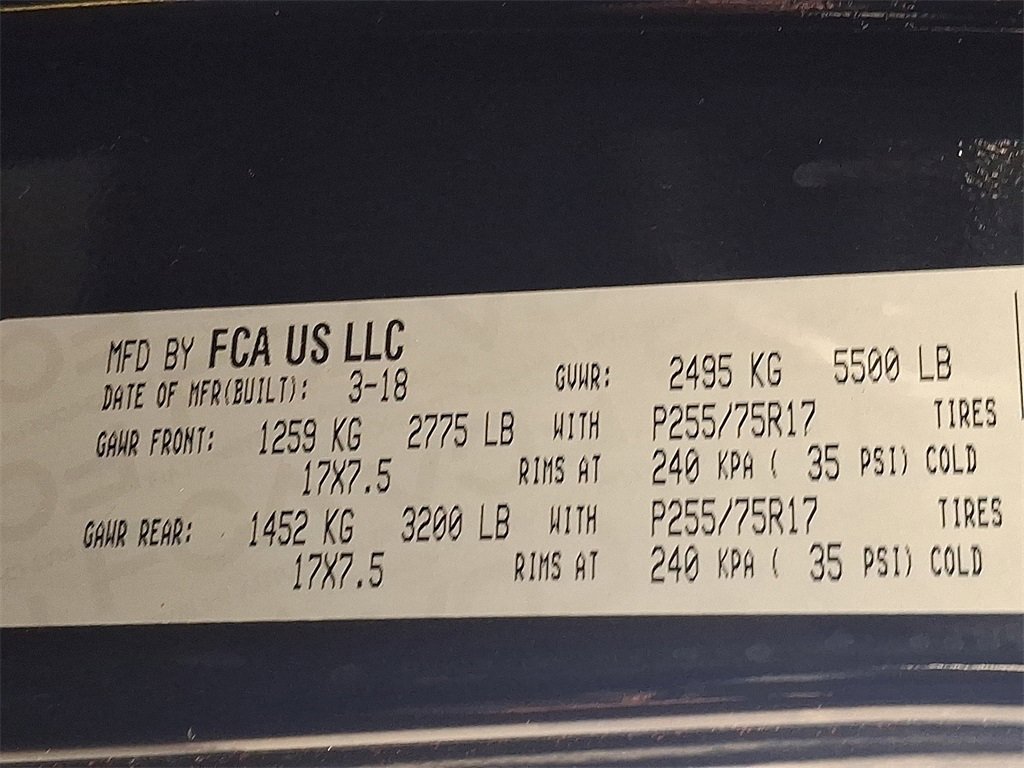 MFD BY FCA US LLC
DATE OF MFR(BUILT): 3-18 GVWR: 2495 KG 5500 LB
GAWR FRONT: 1259 KG 2775 LB WITH P255/75R17 TIRES
17X7.5 RIMS AT 240 KPA ( 35 PSI) COLD
GAWR REAR: 1452 KG 3200 LB WITH P255/75R17 TIRES
17X7.5 RIMS AT 240 KPA ( 35 PSI) COLD